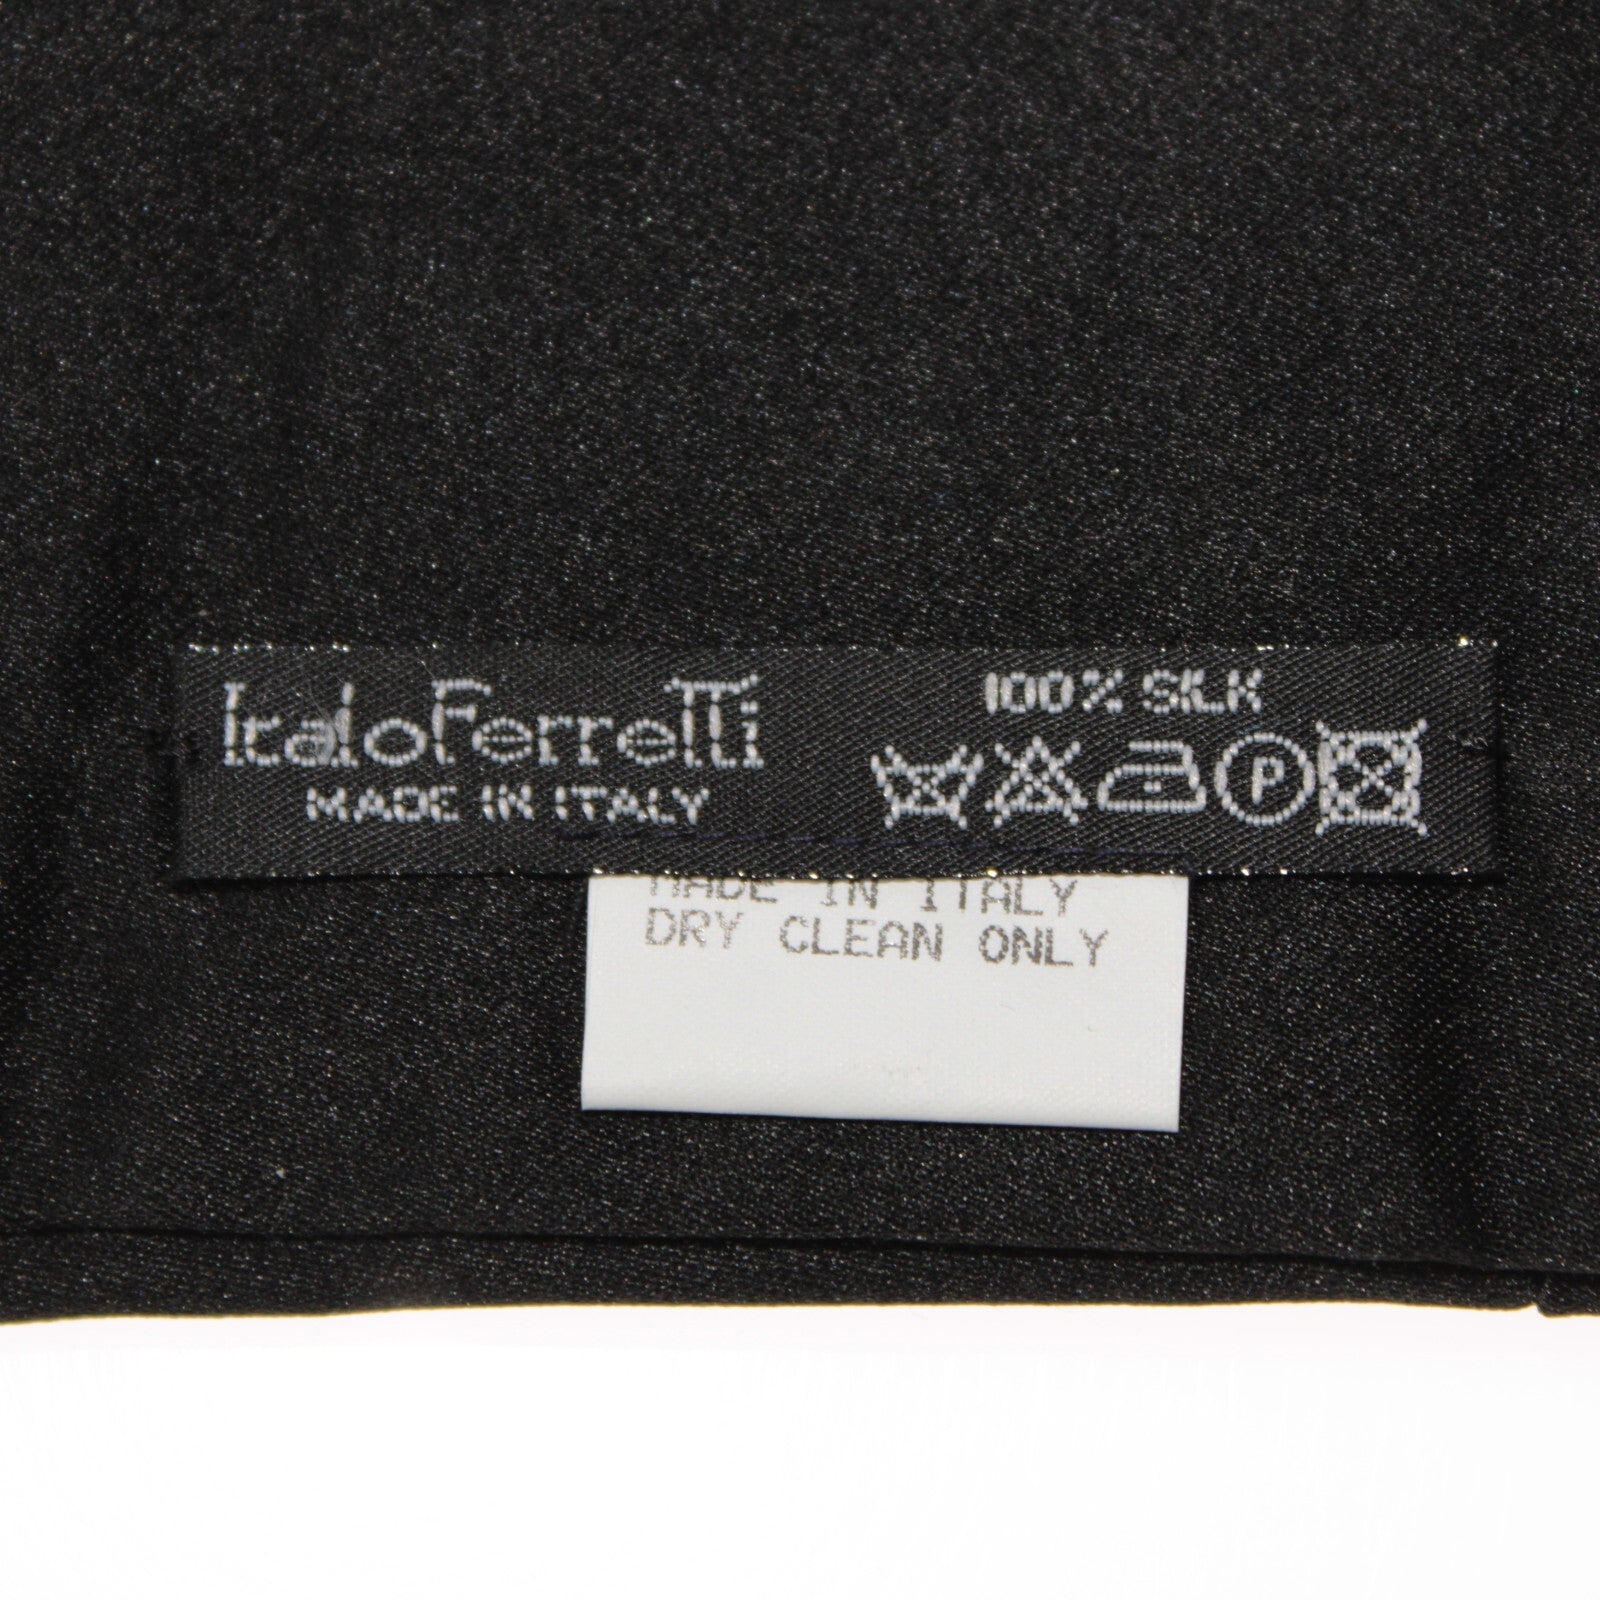 ItaloFerretti
MADE IN ITALY
100% SILK
P
MADE IN ITALY
DRY CLEAN ONLY